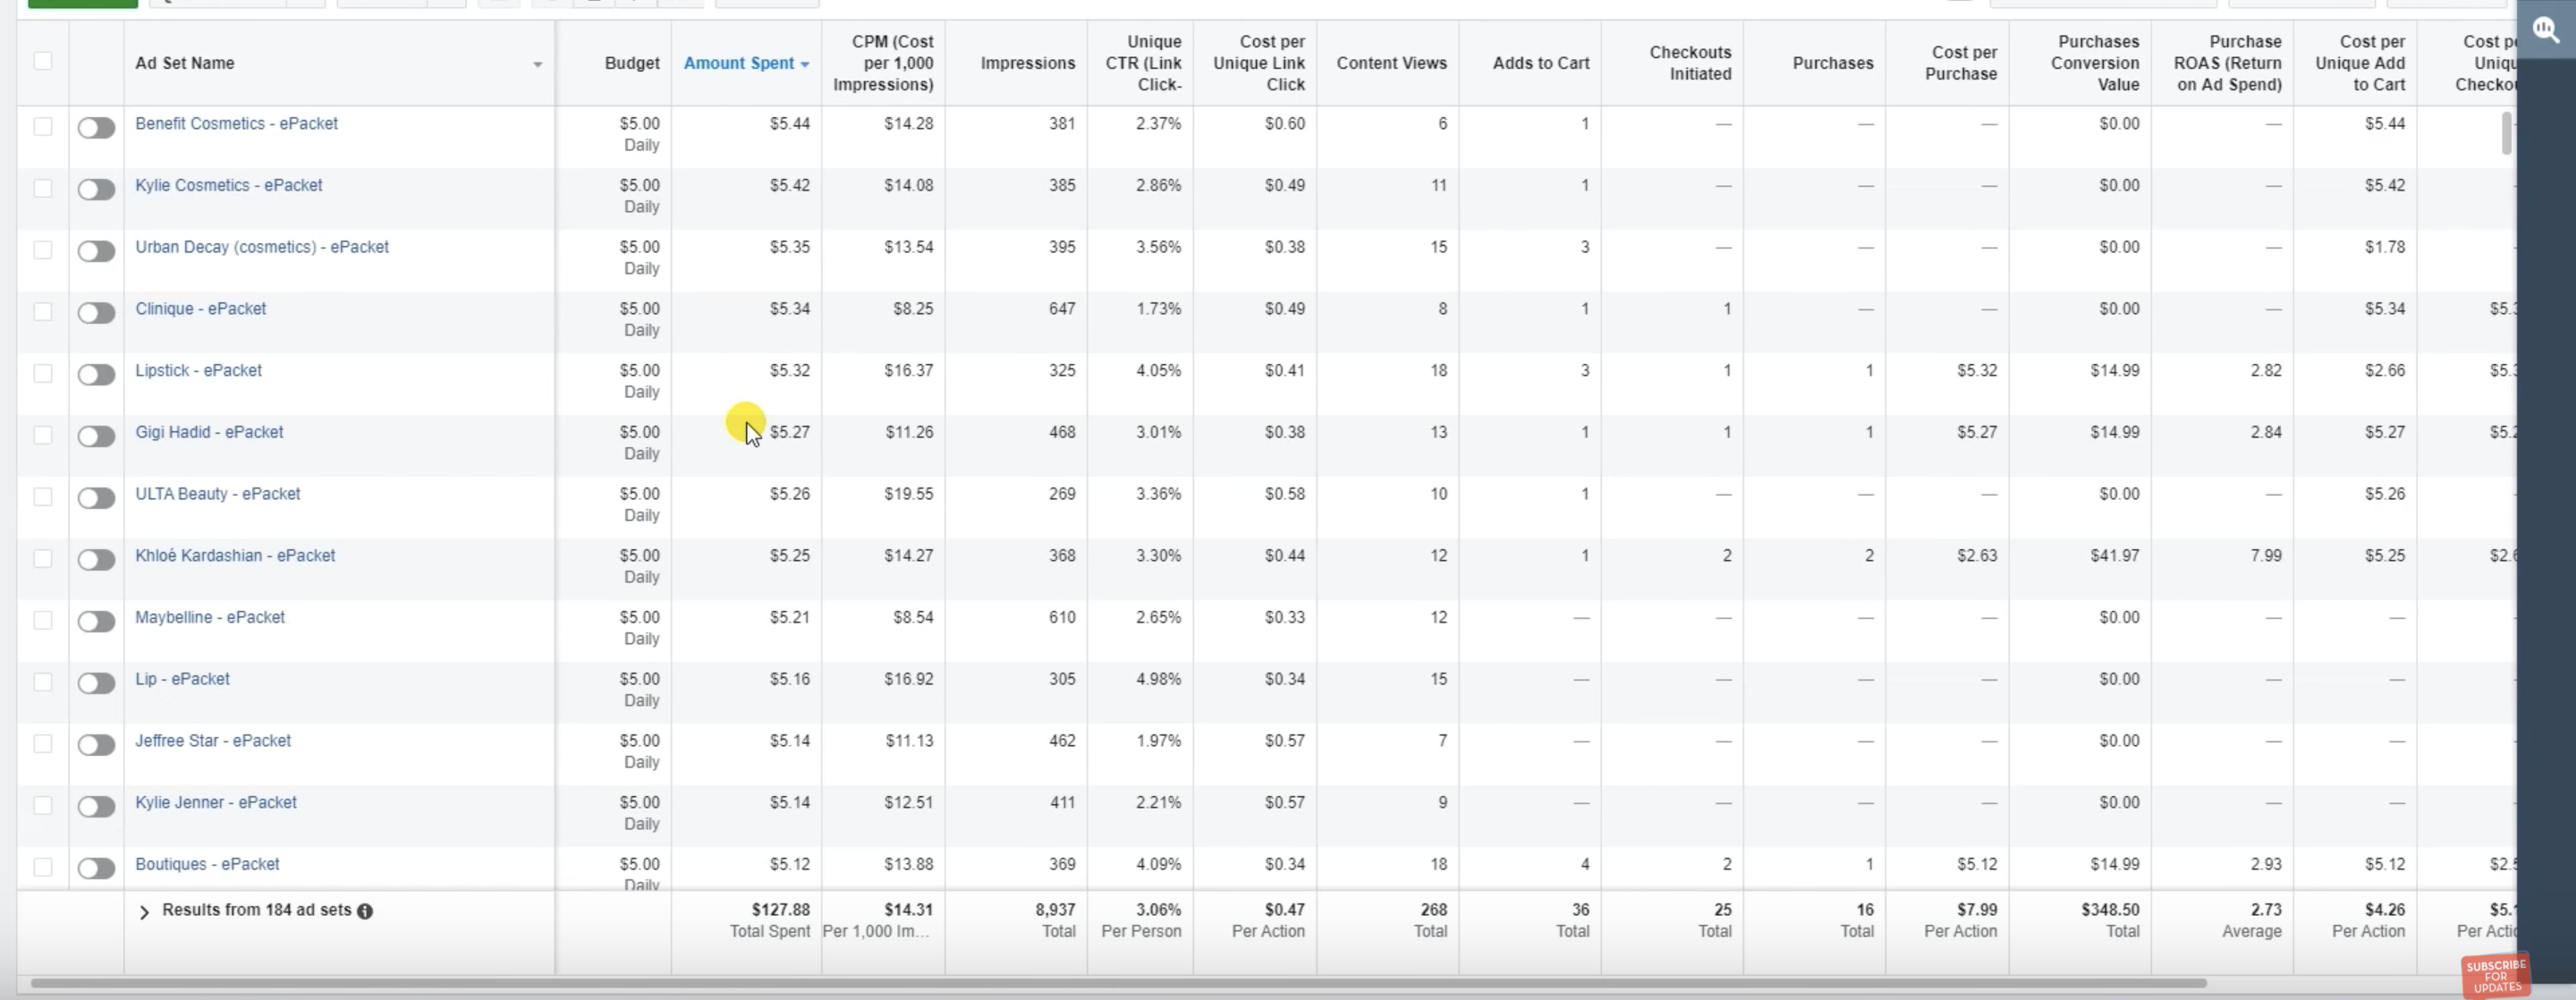 Ad Set Name Budget Amount Spent CPM (Cost per 1,000 Impressions) Impressions Unique CTR (Link Click- Cost per Unique Link Click Content Views Adds to Cart Checkouts Initiated Purchases Cost per Purchase Purchases Conversion Value Purchase ROAS (Return on Ad Spend) Cost per Unique Add to Cart
Benefit Cosmetics - ePacket $5.00 $5.44 $14.28 381 2.37% $0.60 6 1 — — — $0.00 — $5.44
Daily
Kylie Cosmetics - ePacket $5.00 $5.42 $14.08 385 2.86% $0.49 11 1 — — — $0.00 — $5.42
Daily
Urban Decay (cosmetics) - ePacket $5.00 $5.35 $13.54 395 3.56% $0.38 15 3 — — — $0.00 — $1.78
Daily
Clinique - ePacket $5.00 $5.34 $8.25 647 1.73% $0.49 8 1 1 — — $0.00 — $5.34
Daily
Lipstick - ePacket $5.00 $5.32 $16.37 325 4.05% $0.41 18 3 1 1 $5.32 $14.99 2.82 $2.66
Daily
Gigi Hadid - ePacket $5.00 $5.27 $11.26 468 3.01% $0.38 13 1 1 1 $5.27 $14.99 2.84 $5.27
Daily
ULTA Beauty - ePacket $5.00 $5.26 $19.55 269 3.36% $0.58 10 1 — — — $0.00 — $5.26
Daily
Khloé Kardashian - ePacket $5.00 $5.25 $14.27 368 3.30% $0.44 12 1 2 2 $2.63 $41.97 7.99 $5.25
Daily
Maybelline - ePacket $5.00 $5.21 $8.54 610 2.65% $0.33 12 — — — — $0.00 — —
Daily
Lip - ePacket $5.00 $5.16 $16.92 305 4.98% $0.34 15 — — — — $0.00 — —
Daily
Jeffree Star - ePacket $5.00 $5.14 $11.13 462 1.97% $0.57 7 — — — — $0.00 — —
Daily
Kylie Jenner - ePacket $5.00 $5.14 $12.51 411 2.21% $0.57 9 — — — — $0.00 — —
Daily
Boutiques - ePacket $5.00 $5.12 $13.88 369 4.09% $0.34 18 4 2 1 $5.12 $14.99 2.93 $5.12
Daily
Results from 184 ad sets $127.88 $14.31 8,937 3.06% $0.47 268 36 25 16 $7.99 $348.50 2.73 $4.26
Total Spent Per 1,000 Im... Total Per Person Per Action Total Total Total Total Per Action Total Average Per Action
SUBSCRIBE
FOR
UPDATES